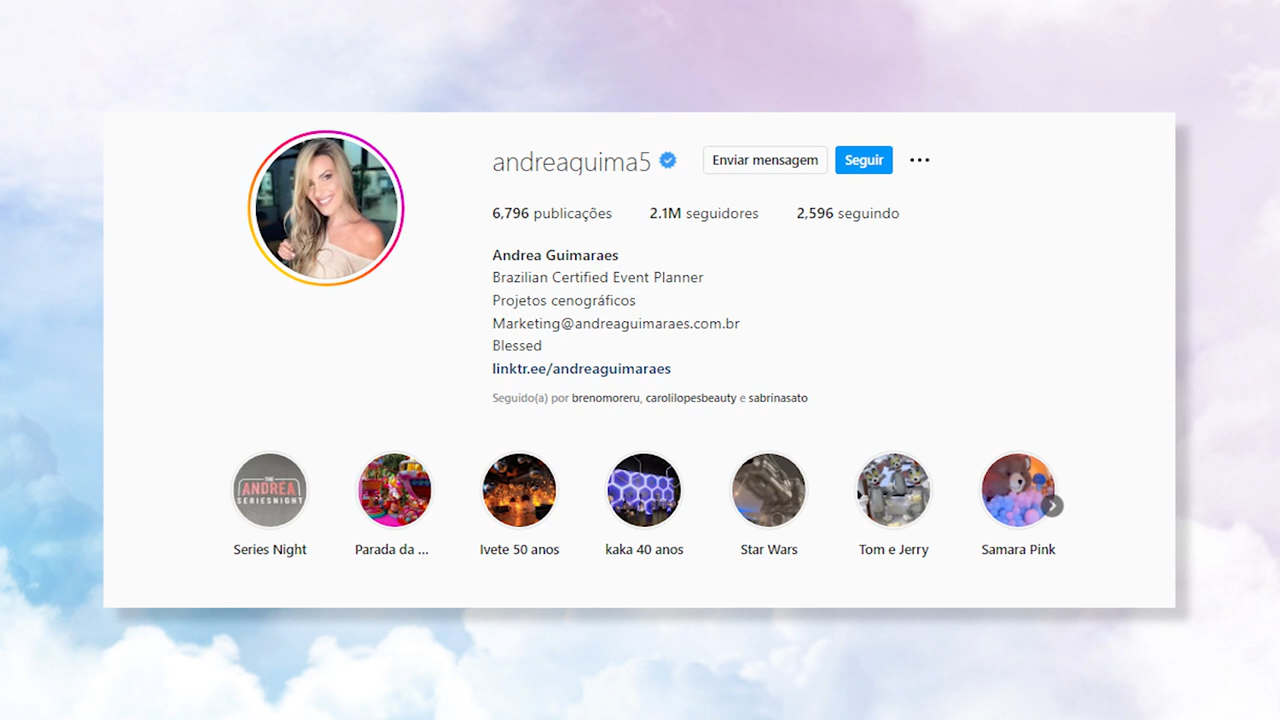 andreaguima5
Enviar mensagem
Seguir
6,796 publicações 2.1M seguidores 2,596 seguindo
Andrea Guimaraes
Brazilian Certified Event Planner
Projetos cenográficos
Marketing@andreaguimaraes.com.br
Blessed
linktr.ee/andreaguimaraes
Seguido(a) por brenomoreru, carolilopesbeauty e sabrinasato
THE
ANDREA
SERIESNIGHT
Series Night
Parada da ...
Ivete 50 anos
kaka 40 anos
Star Wars
Tom e Jerry
Samara Pink